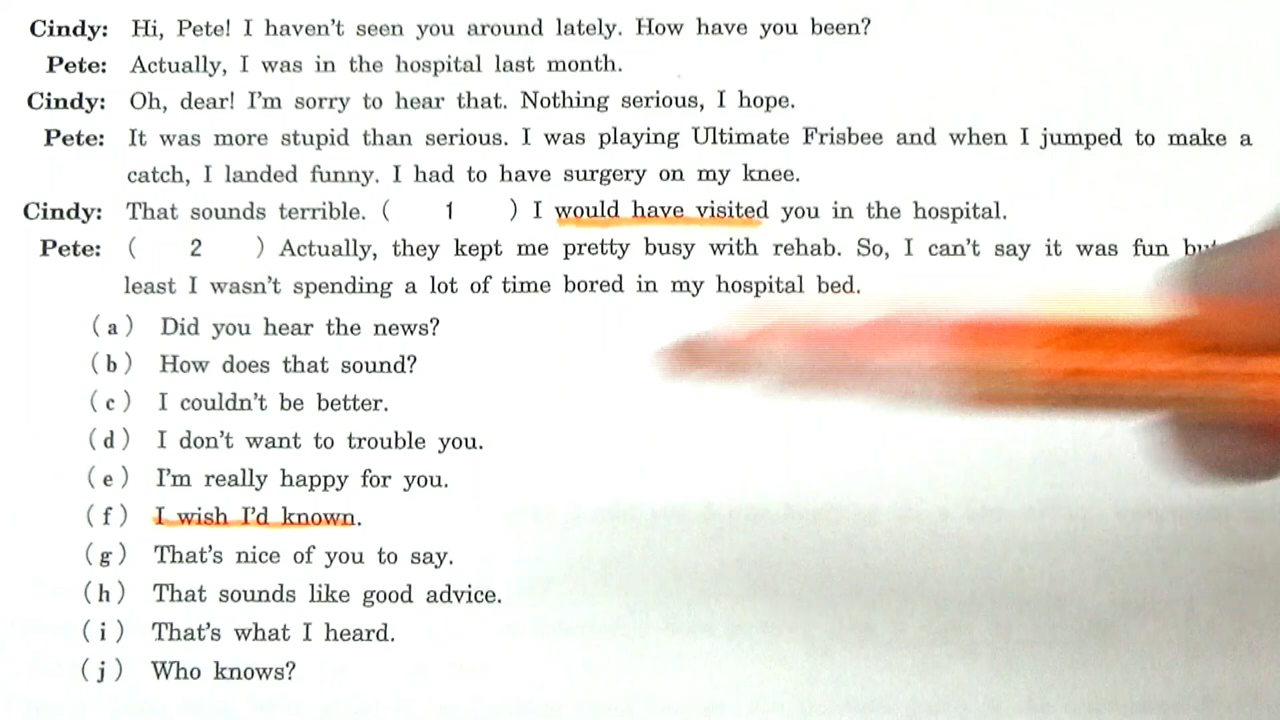 Cindy: Hi, Pete! I haven't seen you around lately. How have you been?
Pete: Actually, I was in the hospital last month.
Cindy: Oh, dear! I'm sorry to hear that. Nothing serious, I hope.
Pete: It was more stupid than serious. I was playing Ultimate Frisbee and when I jumped to make a
catch, I landed funny. I had to have surgery on my knee.
Cindy: That sounds terrible. ( 1 ) I would have visited you in the hospital.
Pete: ( 2 ) Actually, they kept me pretty busy with rehab. So, I can't say it was fun
least I wasn't spending a lot of time bored in my hospital bed.
(a) Did you hear the news?
(b) How does that sound?
(c) I couldn't be better.
(d) I don't want to trouble you.
(e) I'm really happy for you.
(f) I wish I'd known.
(g) That's nice of you to say.
(h) That sounds like good advice.
(i) That's what I heard.
(j) Who knows?